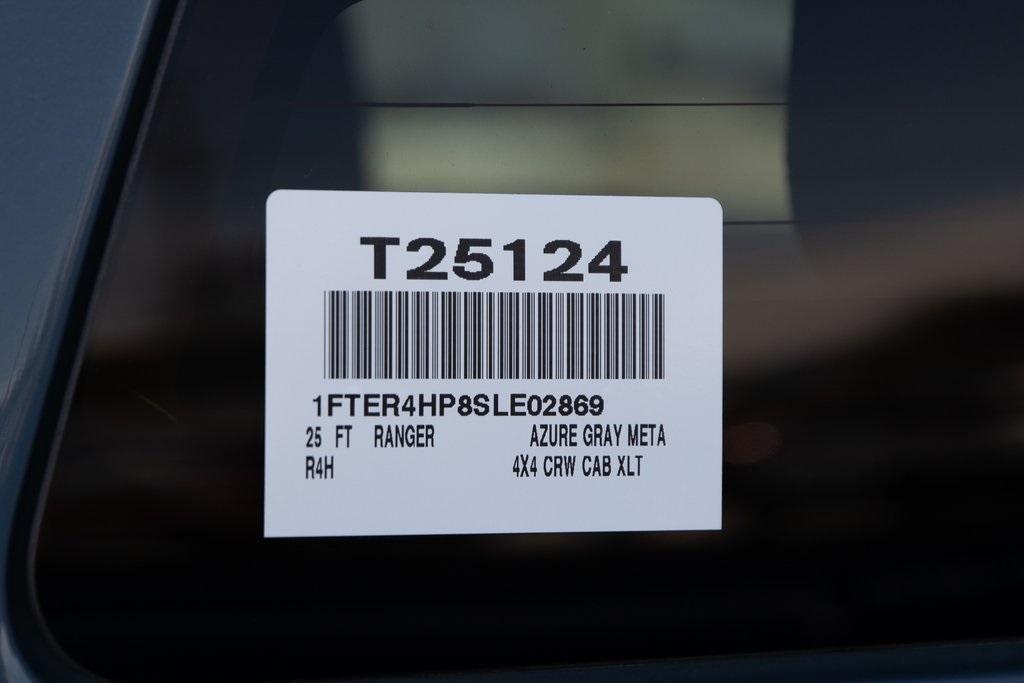 T25124
1FTER4HP8SLE02869
25 FT RANGER AZURE GRAY META
R4H 4X4 CRW CAB XLT